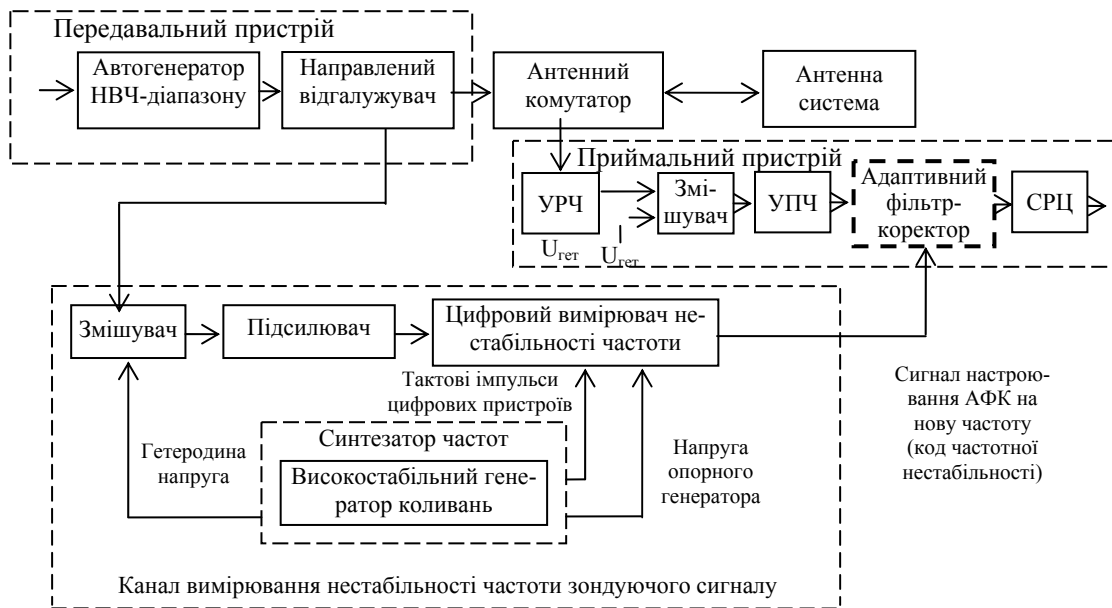 Передавальний пристрій
Автогенератор
НВЧ-діапазону
Направлений
відгалужувач
Антенний
комутатор
Антенна
система
Приймальний пристрій
УРЧ
Змі-
шувач
УПЧ
Адаптивний
фільтр-
коректор
СРЦ
Uгет
Uгет
Змішувач
Підсилювач
Цифровий вимірювач не-
стабільності частоти
Тактові імпульси
цифрових пристроїв
Сигнал настрою-
вання АФК на
нову частоту
(код частотної
нестабільності)
Гетеродина
напруга
Синтезатор частот
Високостабільний гене-
ратор коливань
Напруга
опорного
генератора
Канал вимірювання нестабільності частоти зондуючого сигналу